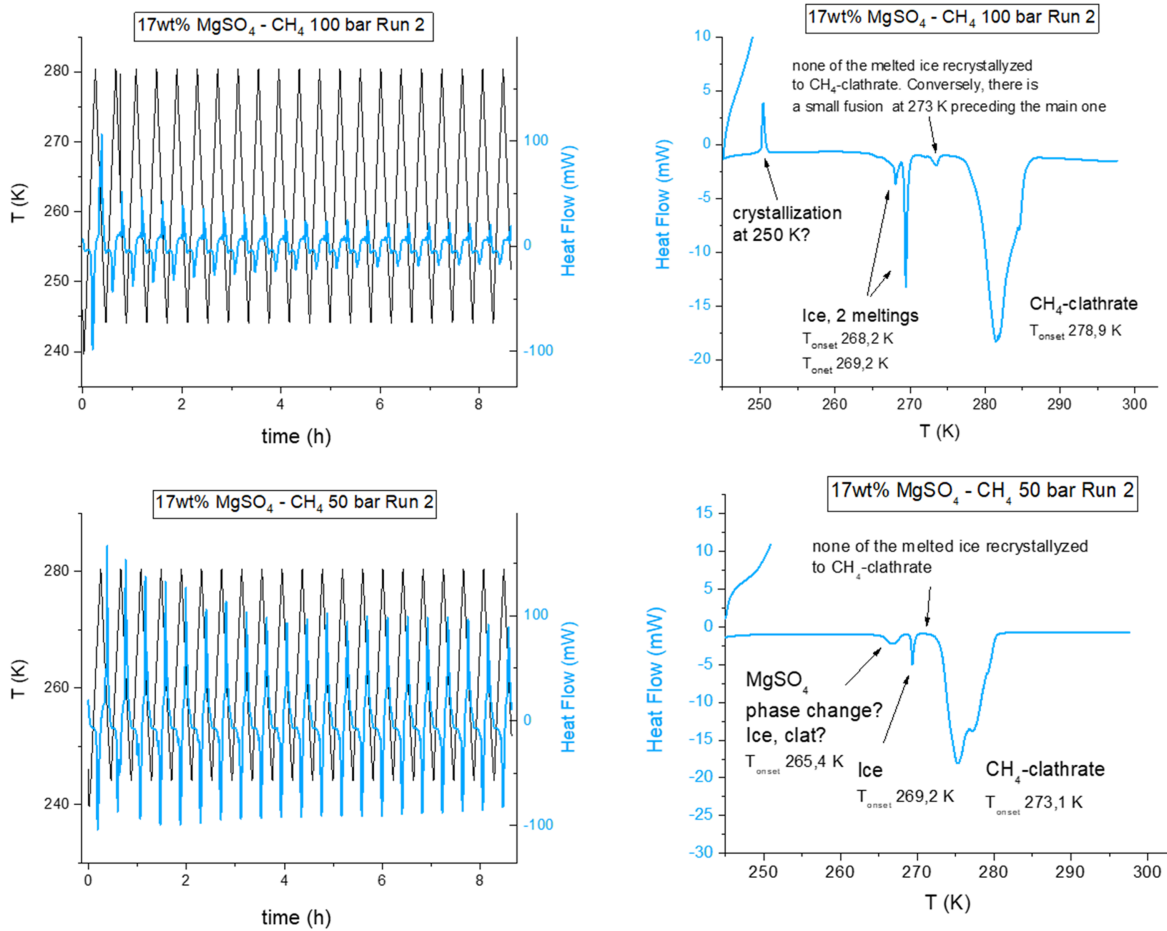 17wt% MgSO4 - CH4 100 bar Run 2
280
270
260
250
240
T (K)
100
0
-100
Heat Flow (mW)
0 2 4 6 8
time (h)
17wt% MgSO4 - CH4 100 bar Run 2
10
5
0
-5
-10
-15
-20
Heat Flow (mW)
none of the melted ice recrystallyzed
to CH4-clathrate. Conversely, there is
a small fusion at 273 K preceding the main one
crystallization
at 250 K?
Ice, 2 meltings
Tonset 268,2 K
Tonet 269,2 K
CH4-clathrate
Tonset 278,9 K
250 260 270 280 290 300
T (K)
17wt% MgSO4 - CH4 50 bar Run 2
280
260
240
T (K)
100
0
-100
Heat Flow (mW)
0 2 4 6 8
time (h)
17wt% MgSO4 - CH4 50 bar Run 2
15
10
5
0
-5
-10
-15
-20
-25
-30
Heat Flow (mW)
none of the melted ice recrystallyzed
to CH4-clathrate
MgSO4
phase change?
Ice, clat?
Tonset 265,4 K
Ice
Tonset 269,2 K
CH4-clathrate
Tonset 273,1 K
250 260 270 280 290 300
T (K)